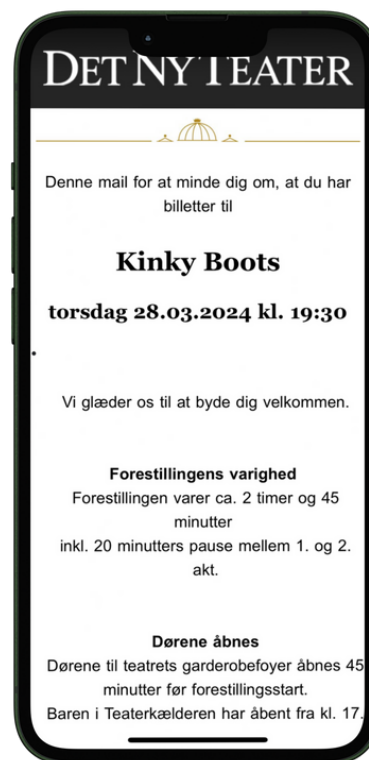 DET NY TEATER
Denne mail for at minde dig om, at du har
billetter til
Kinky Boots
torsdag 28.03.2024 kl. 19:30
Vi glæder os til at byde dig velkommen.
Forestillingens varighed
Forestillingen varer ca. 2 timer og 45
minutter
inkl. 20 minutters pause mellem 1. og 2.
akt.
Dørene åbnes
Dørene til teatrets garderobefoyer åbnes 45
minutter før forestillingsstart.
Baren i Teaterkælderen har åbent fra kl. 17.